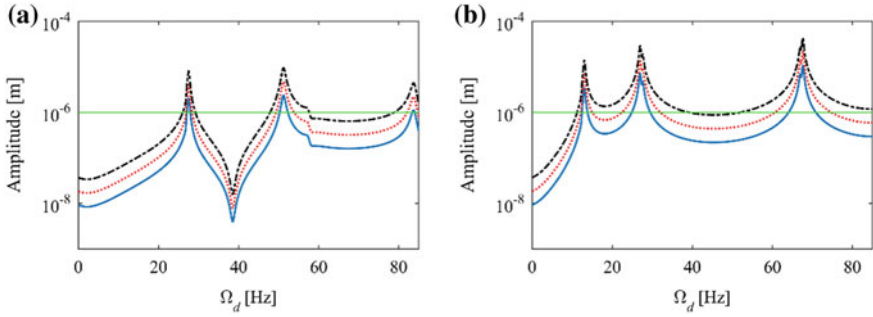 (a)
10⁻⁴
10⁻⁶
10⁻⁸
Amplitude [m]
0 20 40 60 80
Ω_d [Hz]
(b)
10⁻⁴
10⁻⁶
10⁻⁸
Amplitude [m]
0 20 40 60 80
Ω_d [Hz]